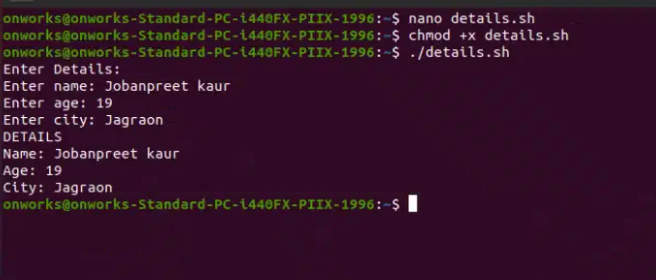 onworks@onworks-Standard-PC-i440FX-PIIX-1996:~$ nano details.sh
onworks@onworks-Standard-PC-i440FX-PIIX-1996:~$ chmod +x details.sh
onworks@onworks-Standard-PC-i440FX-PIIX-1996:~$ ./details.sh
Enter Details:
Enter name: Jobanpreet kaur
Enter age: 19
Enter city: Jagraon
DETAILS
Name: Jobanpreet kaur
Age: 19
City: Jagraon
onworks@onworks-Standard-PC-i440FX-PIIX-1996:~$